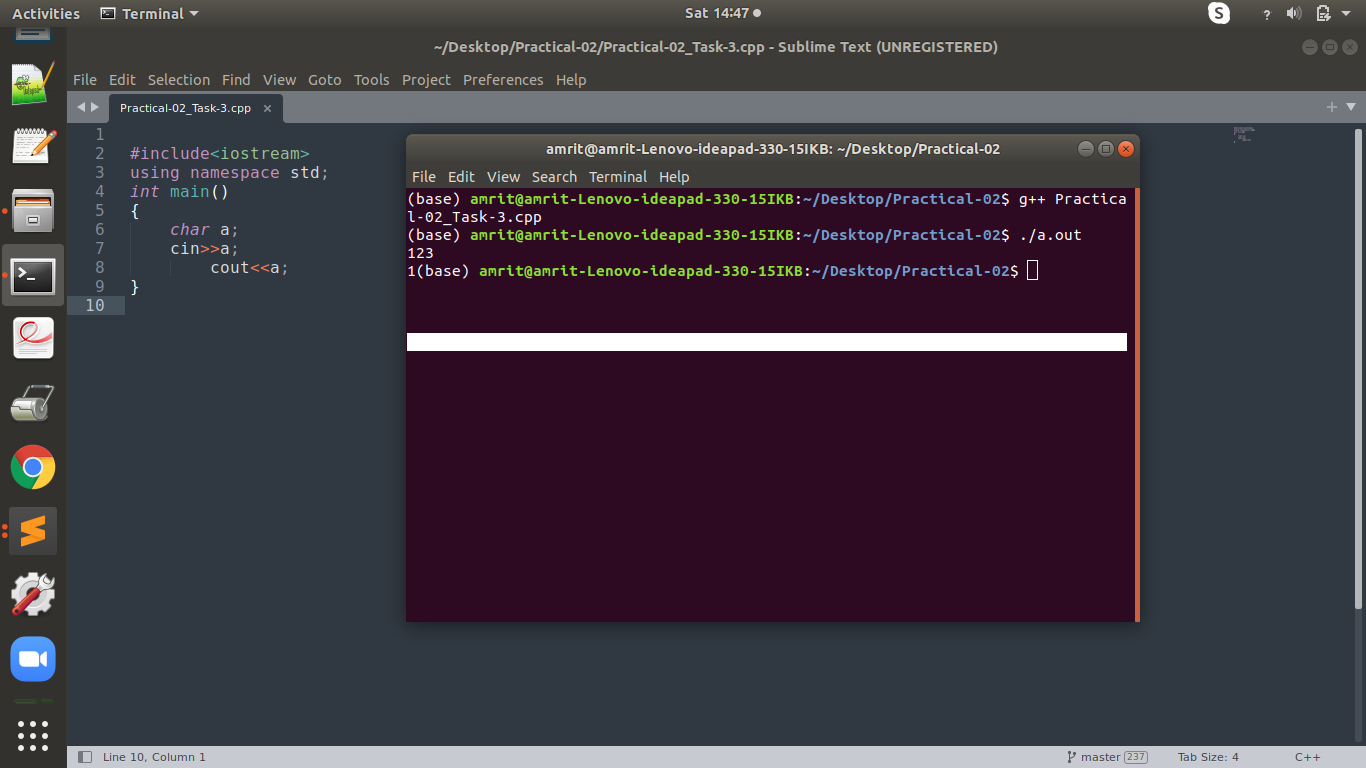 Activities Terminal Sat 14:47 ?
~/Desktop/Practical-02/Practical-02_Task-3.cpp - Sublime Text (UNREGISTERED)
File Edit Selection Find View Goto Tools Project Preferences Help
Practical-02_Task-3.cpp
1
2 #include<iostream>
3 using namespace std;
4 int main()
5 {
6     char a;
7     cin>>a;
8         cout<<a;
9 }
10
amrit@amrit-Lenovo-ideapad-330-15IKB: ~/Desktop/Practical-02
File Edit View Search Terminal Help
(base) amrit@amrit-Lenovo-ideapad-330-15IKB:~/Desktop/Practical-02$ g++ Practica
l-02_Task-3.cpp
(base) amrit@amrit-Lenovo-ideapad-330-15IKB:~/Desktop/Practical-02$ ./a.out
123
1(base) amrit@amrit-Lenovo-ideapad-330-15IKB:~/Desktop/Practical-02$
Line 10, Column 1 master 237 Tab Size: 4 C++